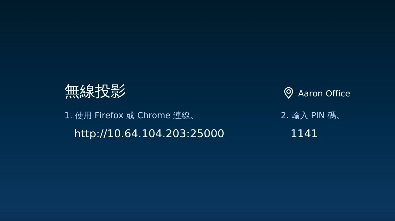 無線投影
Aaron Office
1. 使用 Firefox 或 Chrome 連線。
http://10.64.104.203:25000
2. 輸入 PIN 碼。
1141